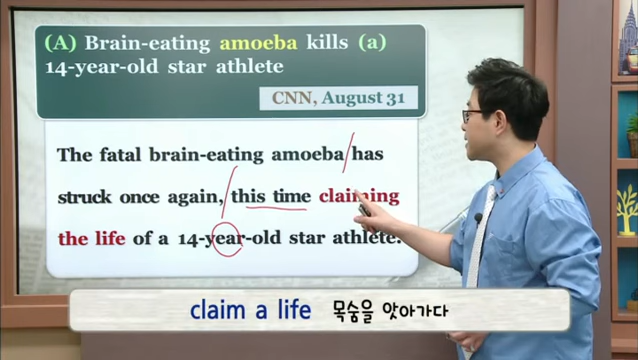 (A) Brain-eating amoeba kills (a)
14-year-old star athlete
CNN, August 31
The fatal brain-eating amoeba has
struck once again, this time claiming
the life of a 14-year-old star athlete.
claim a life 목숨을 앗아가다